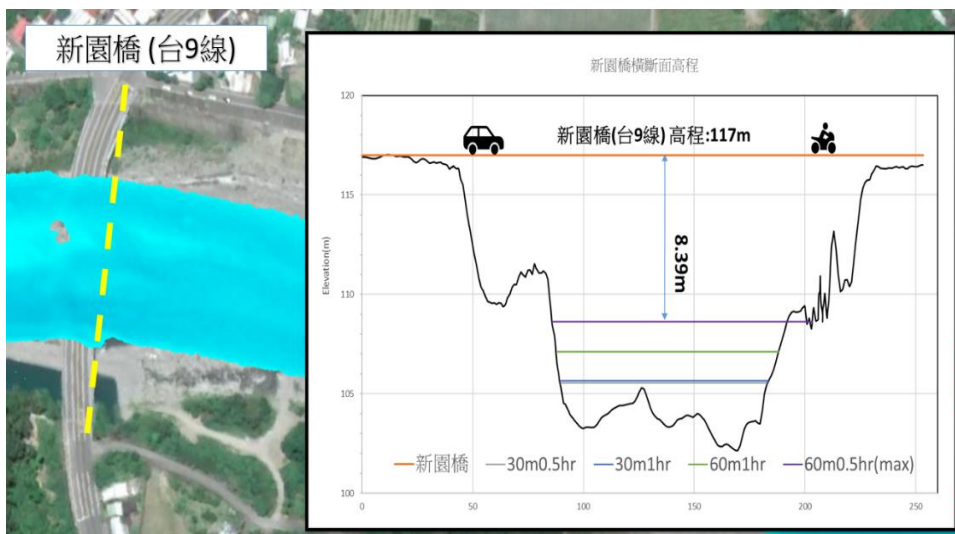 新園橋 (台9線)
新園橋橫斷面高程
120
115
110
105
100
Elevation(m)
新園橋(台9線) 高程:117m
8.39m
新園橋
30m0.5hr
30m1hr
60m1hr
60m0.5hr(max)
0
50
100
150
200
250